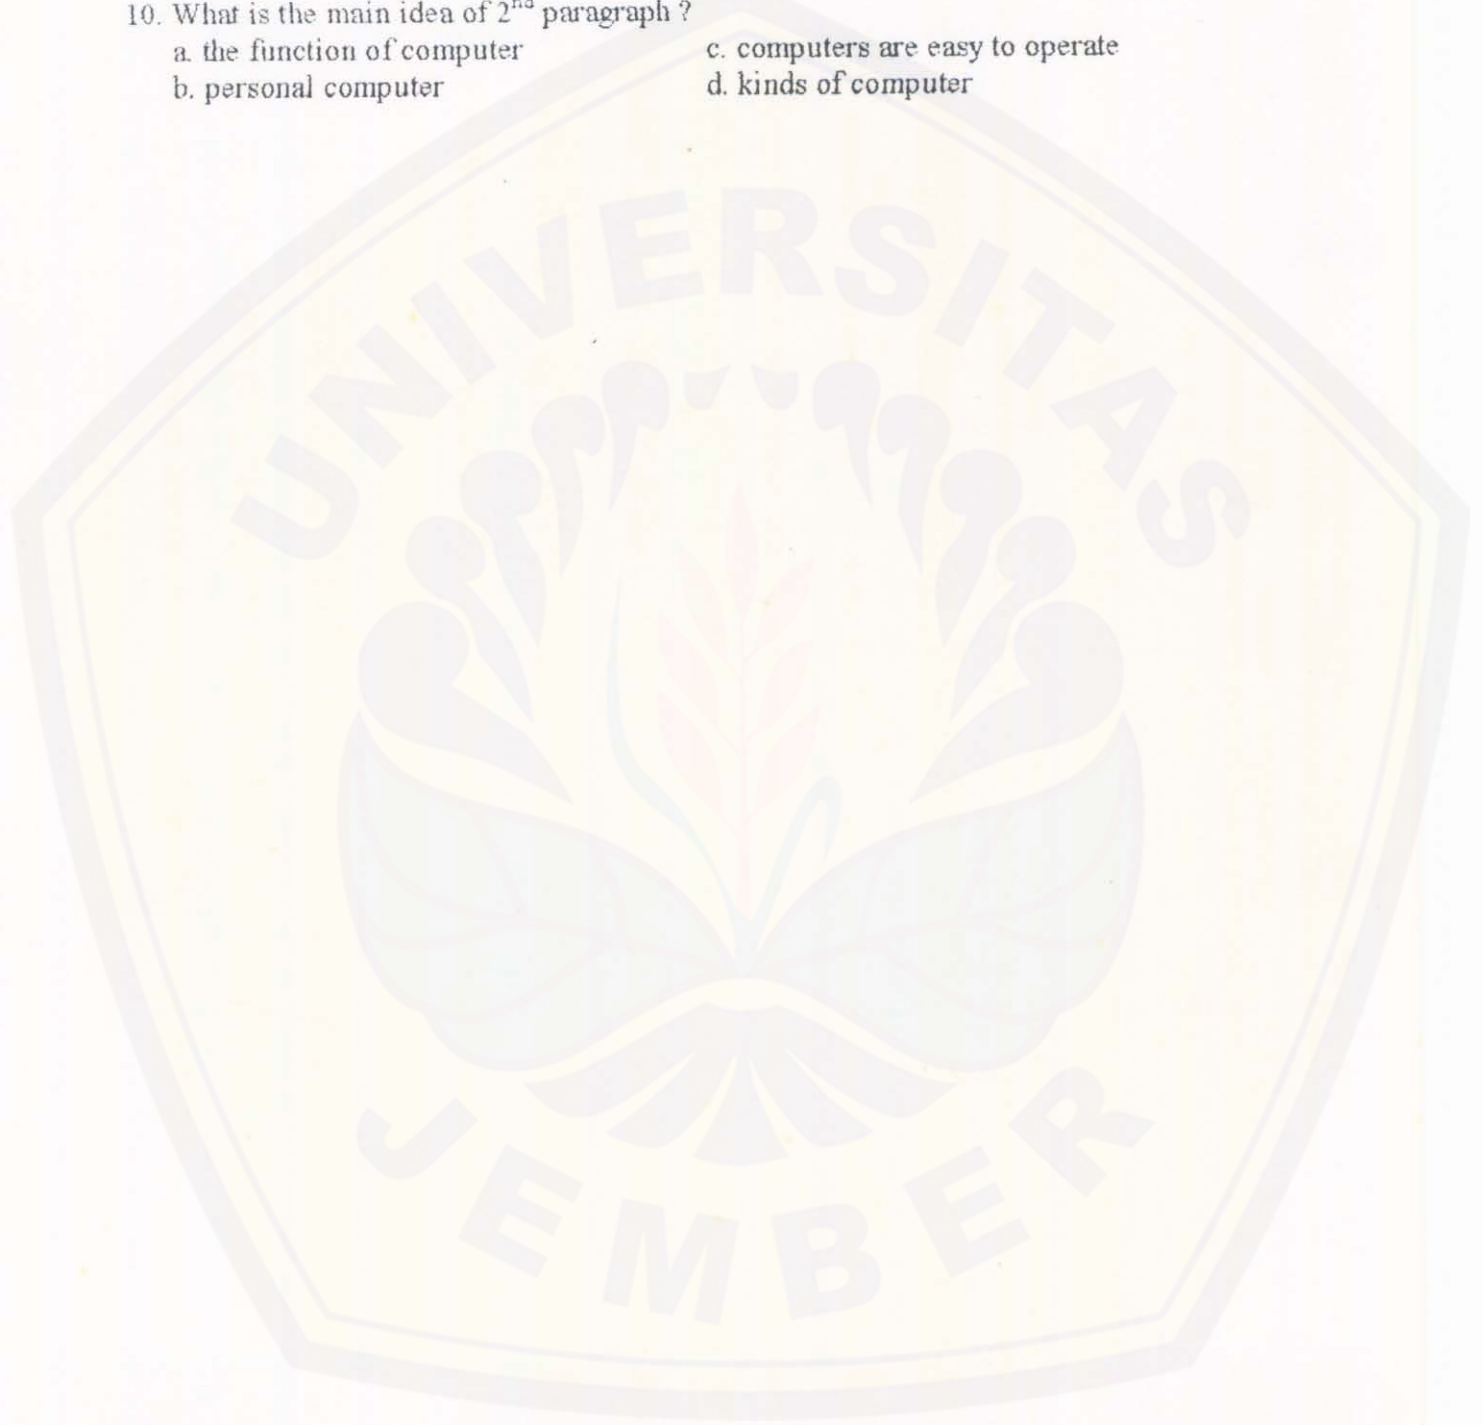 10. What is the main idea of 2nd paragraph ?
a. the function of computer
c. computers are easy to operate
b. personal computer
d. kinds of computer
UNIVERSITAS
JEMBER